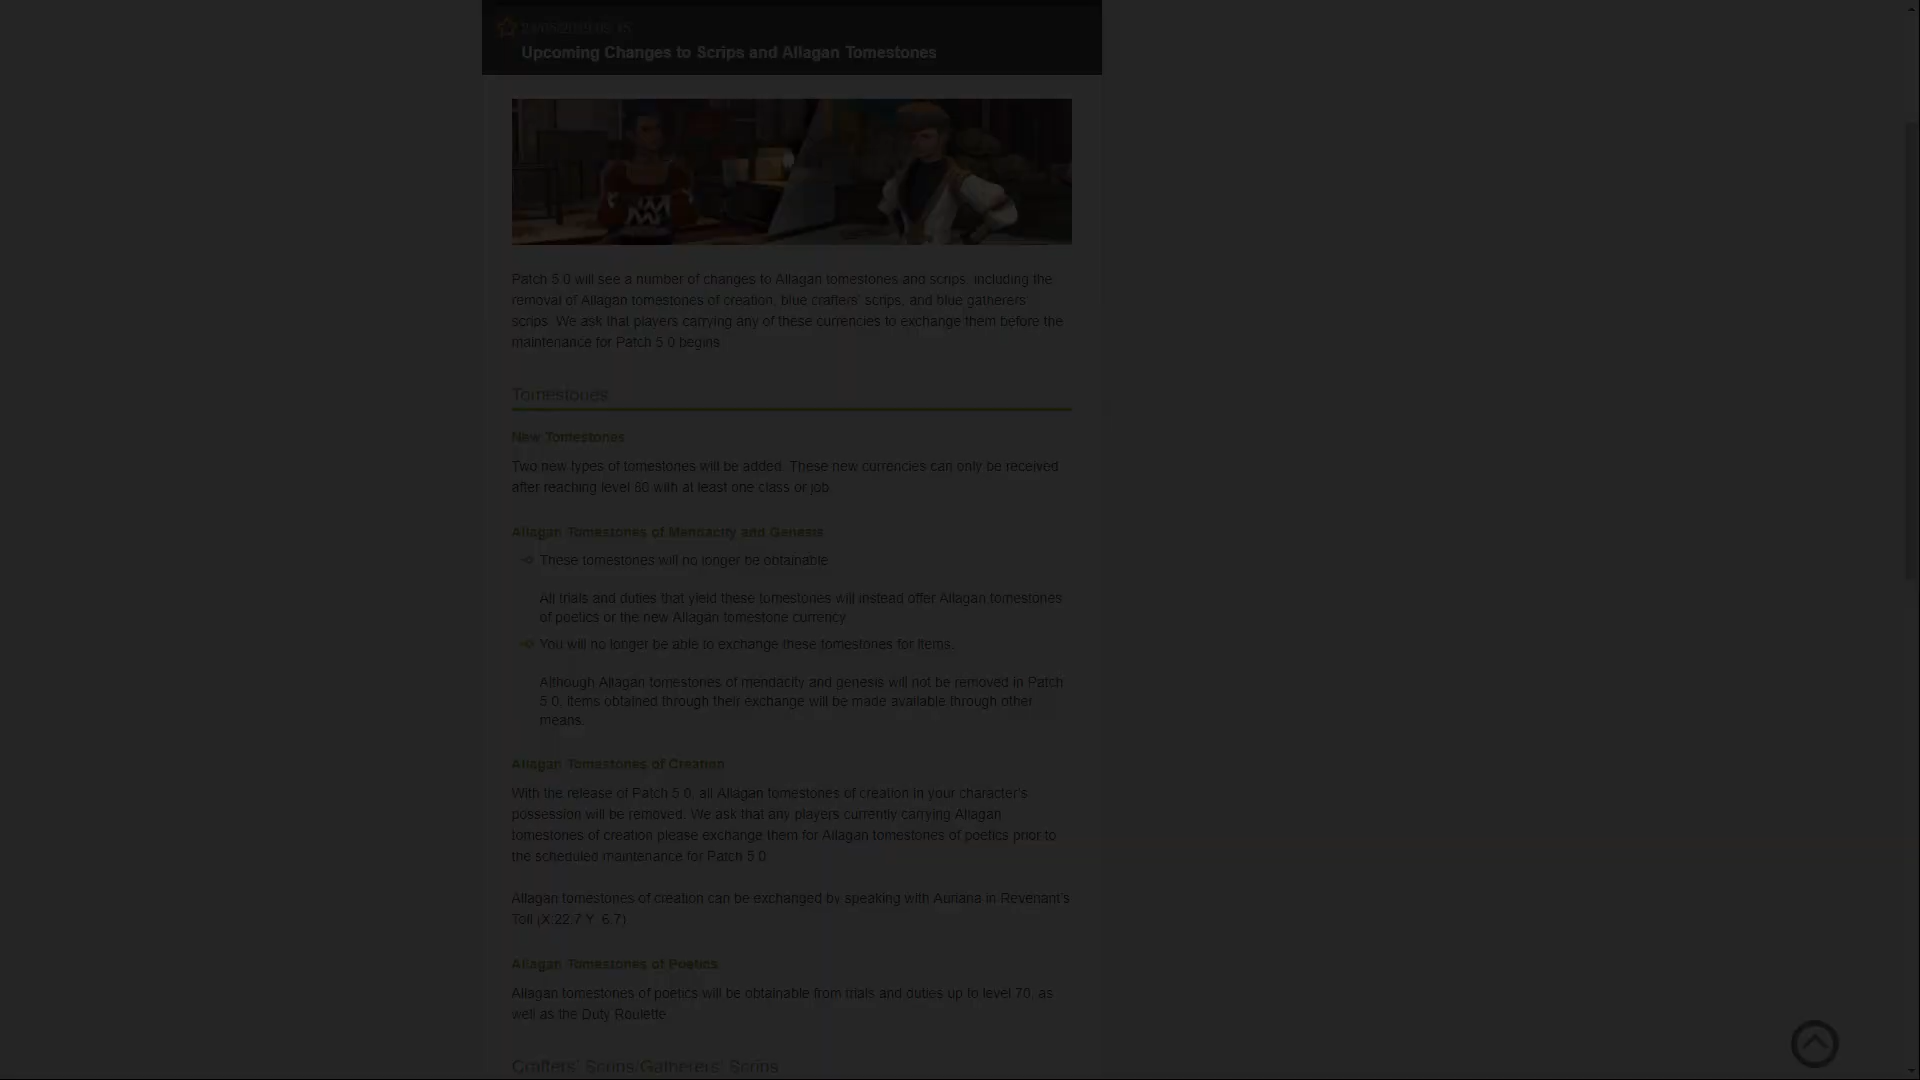 Upcoming Changes to Scrips and Allagan Tomestones
Patch 5.0 will see a number of changes to Allagan tomestones and scrips, including the
removal of Allagan tomestones of creation, blue crafters' scrips, and blue gatherers'
scrips. We ask that players carrying any of these currencies to exchange them before the
maintenance for Patch 5.0 begins.
Tomestones
New Tomestones
Two new types of tomestones will be added. These new currencies can only be received
after reaching level 80 with at least one class or job.
Allagan Tomestones of Mendacity and Genesis
These tomestones will no longer be obtainable.
All trials and duties that yield these tomestones will instead offer Allagan tomestones
of poetics or the new Allagan tomestone currency.
You will no longer be able to exchange these tomestones for items.
Although Allagan tomestones of mendacity and genesis will not be removed in Patch
5.0, items obtained through their exchange will be made available through other
means.
Allagan Tomestones of Creation
With the release of Patch 5.0, all Allagan tomestones of creation in your character's
possession will be removed. We ask that any players currently carrying Allagan
tomestones of creation please exchange them for Allagan tomestones of poetics prior to
the scheduled maintenance for Patch 5.0.
Allagan tomestones of creation can be exchanged by speaking with Auriana in Revenant's
Toll (X:22.7 Y: 6.7).
Allagan Tomestones of Poetics
Allagan tomestones of poetics will be obtainable from trials and duties up to level 70, as
well as the Duty Roulette.
Crafters' Scrips/Gatherers' Scrips